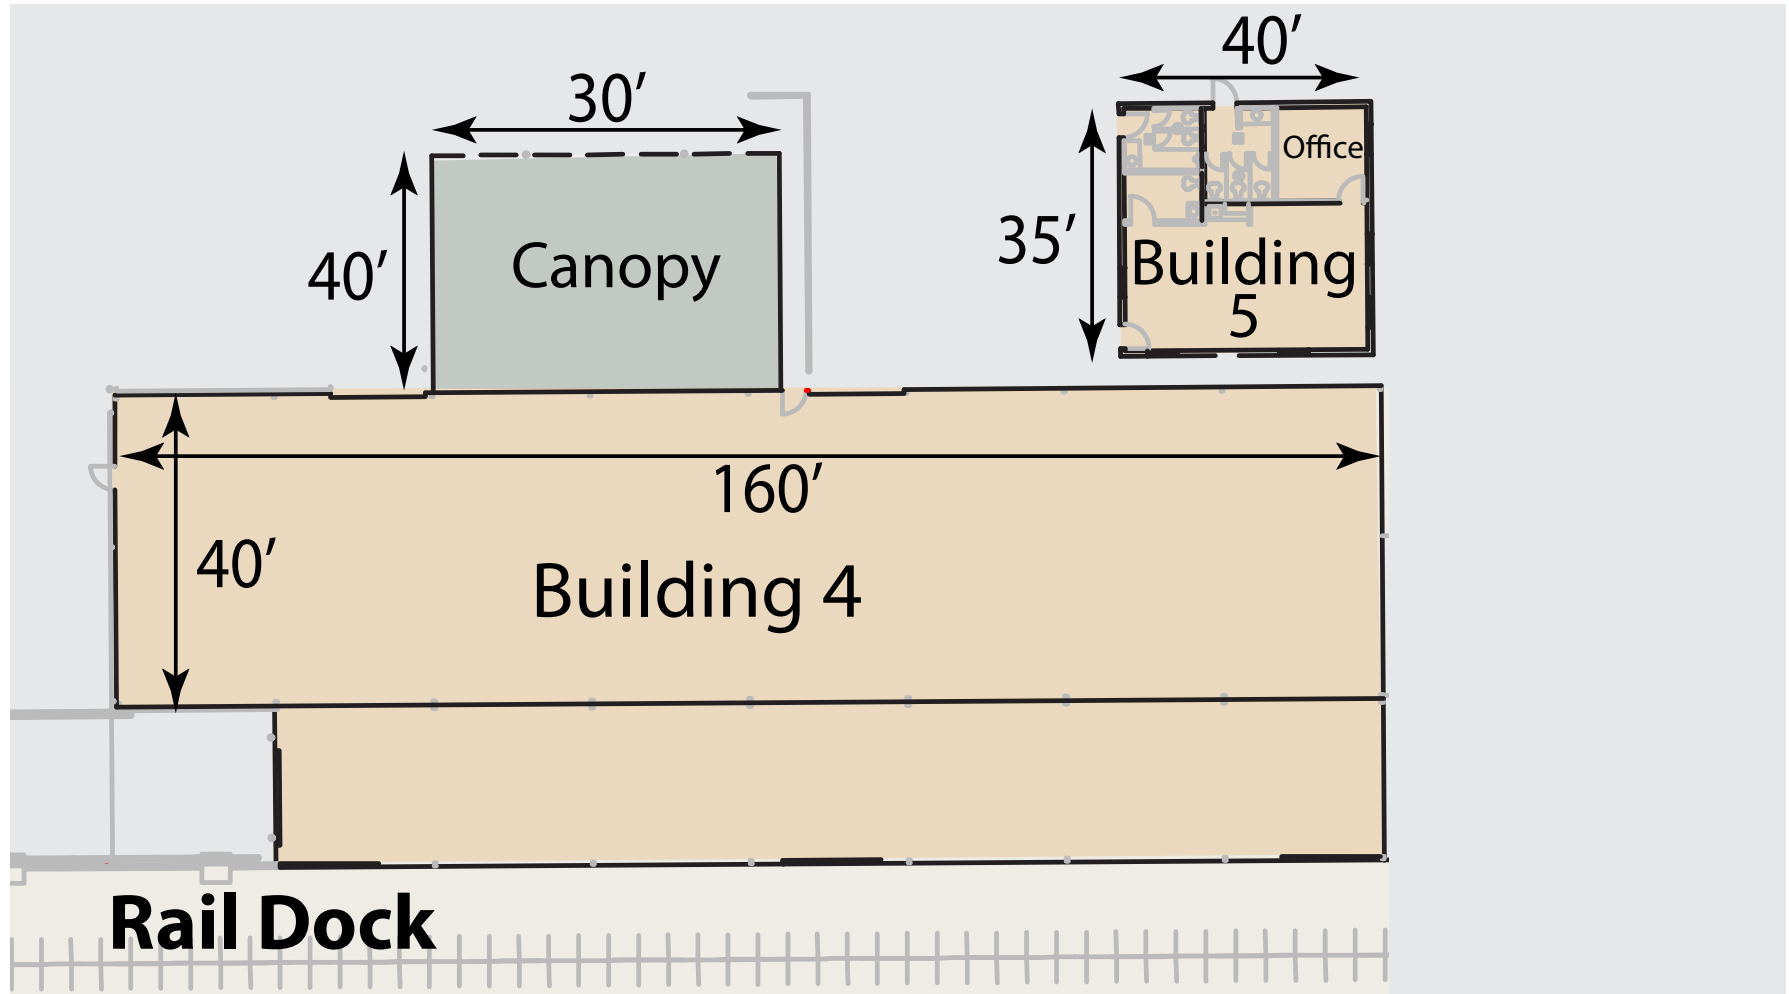 40′
30′
Office
35′
40′
Canopy
Building
5
160′
40′
Building 4
Rail Dock